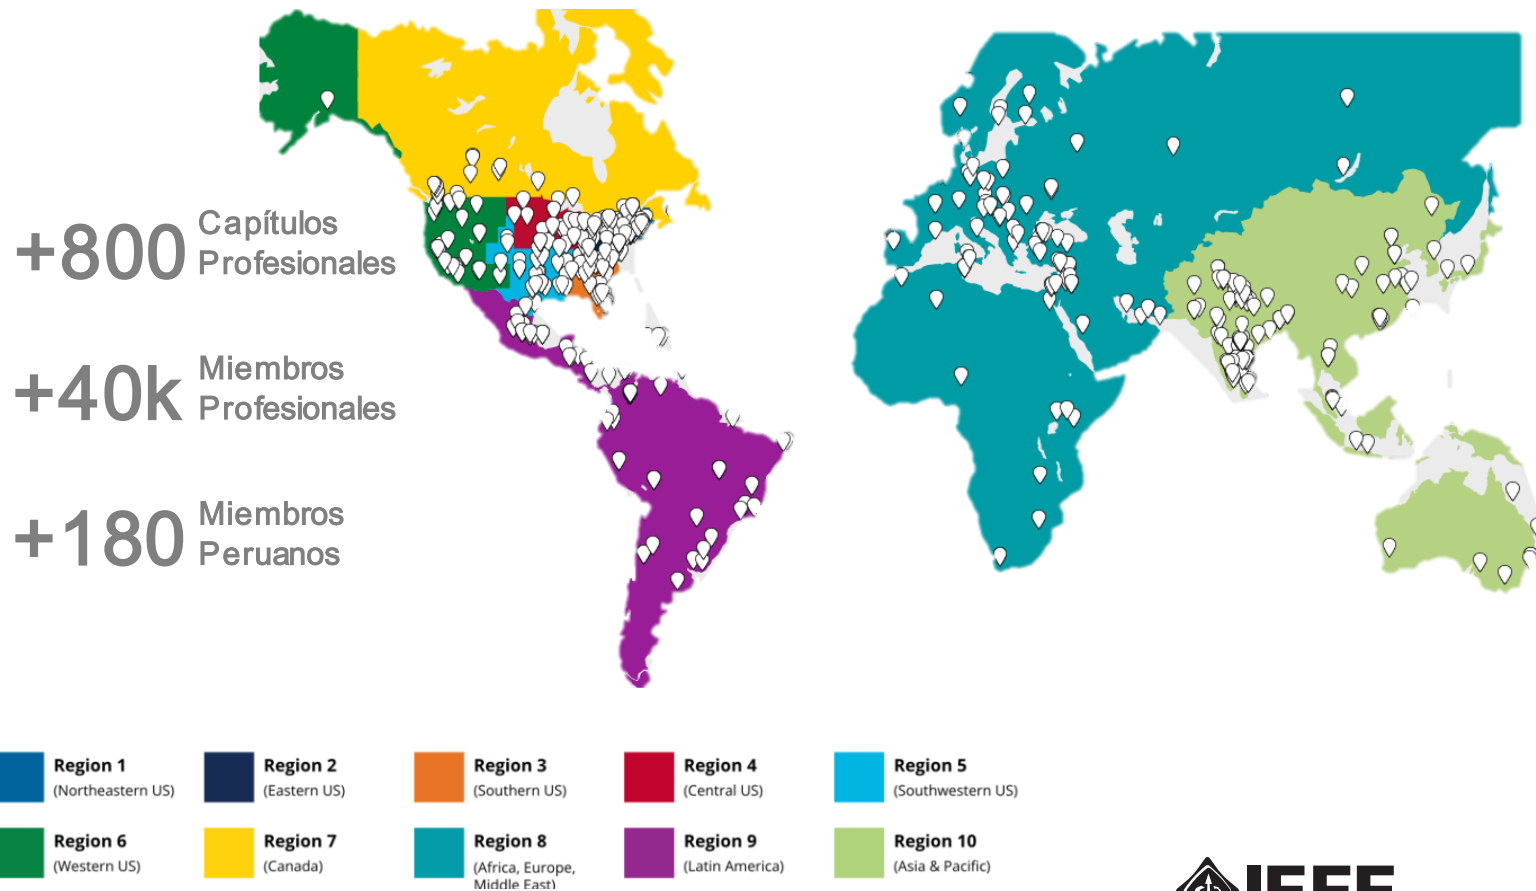 +800
Capítulos
Profesionales
+40k
Miembros
Profesionales
+180
Miembros
Peruanos
Region 1
(Northeastern US)
Region 2
(Eastern US)
Region 3
(Southern US)
Region 4
(Central US)
Region 5
(Southwestern US)
Region 6
(Western US)
Region 7
(Canada)
Region 8
(Africa, Europe,
Middle East)
Region 9
(Latin America)
Region 10
(Asia & Pacific)
IEEE